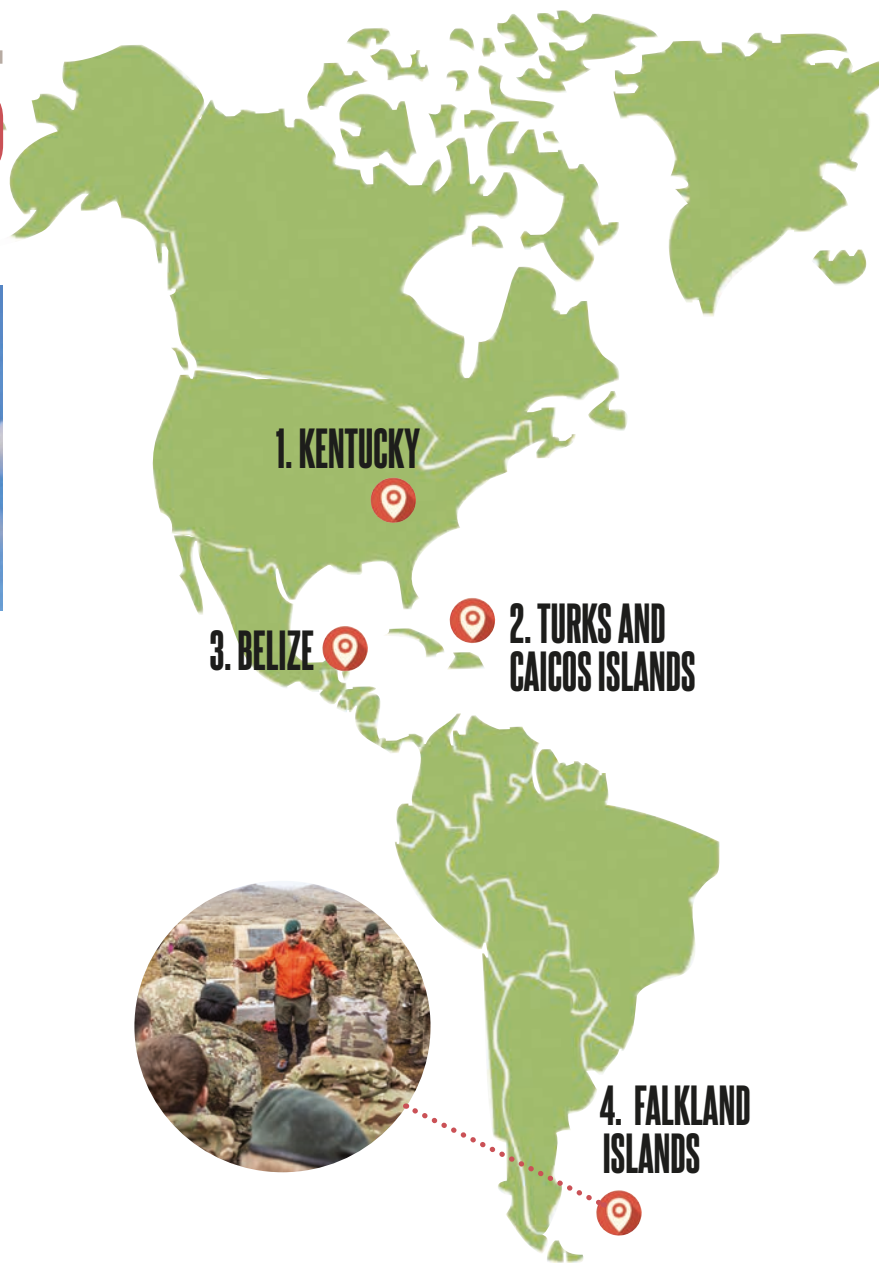 1. KENTUCKY
2. TURKS AND
CAICOS ISLANDS
3. BELIZE
4. FALKLAND
ISLANDS